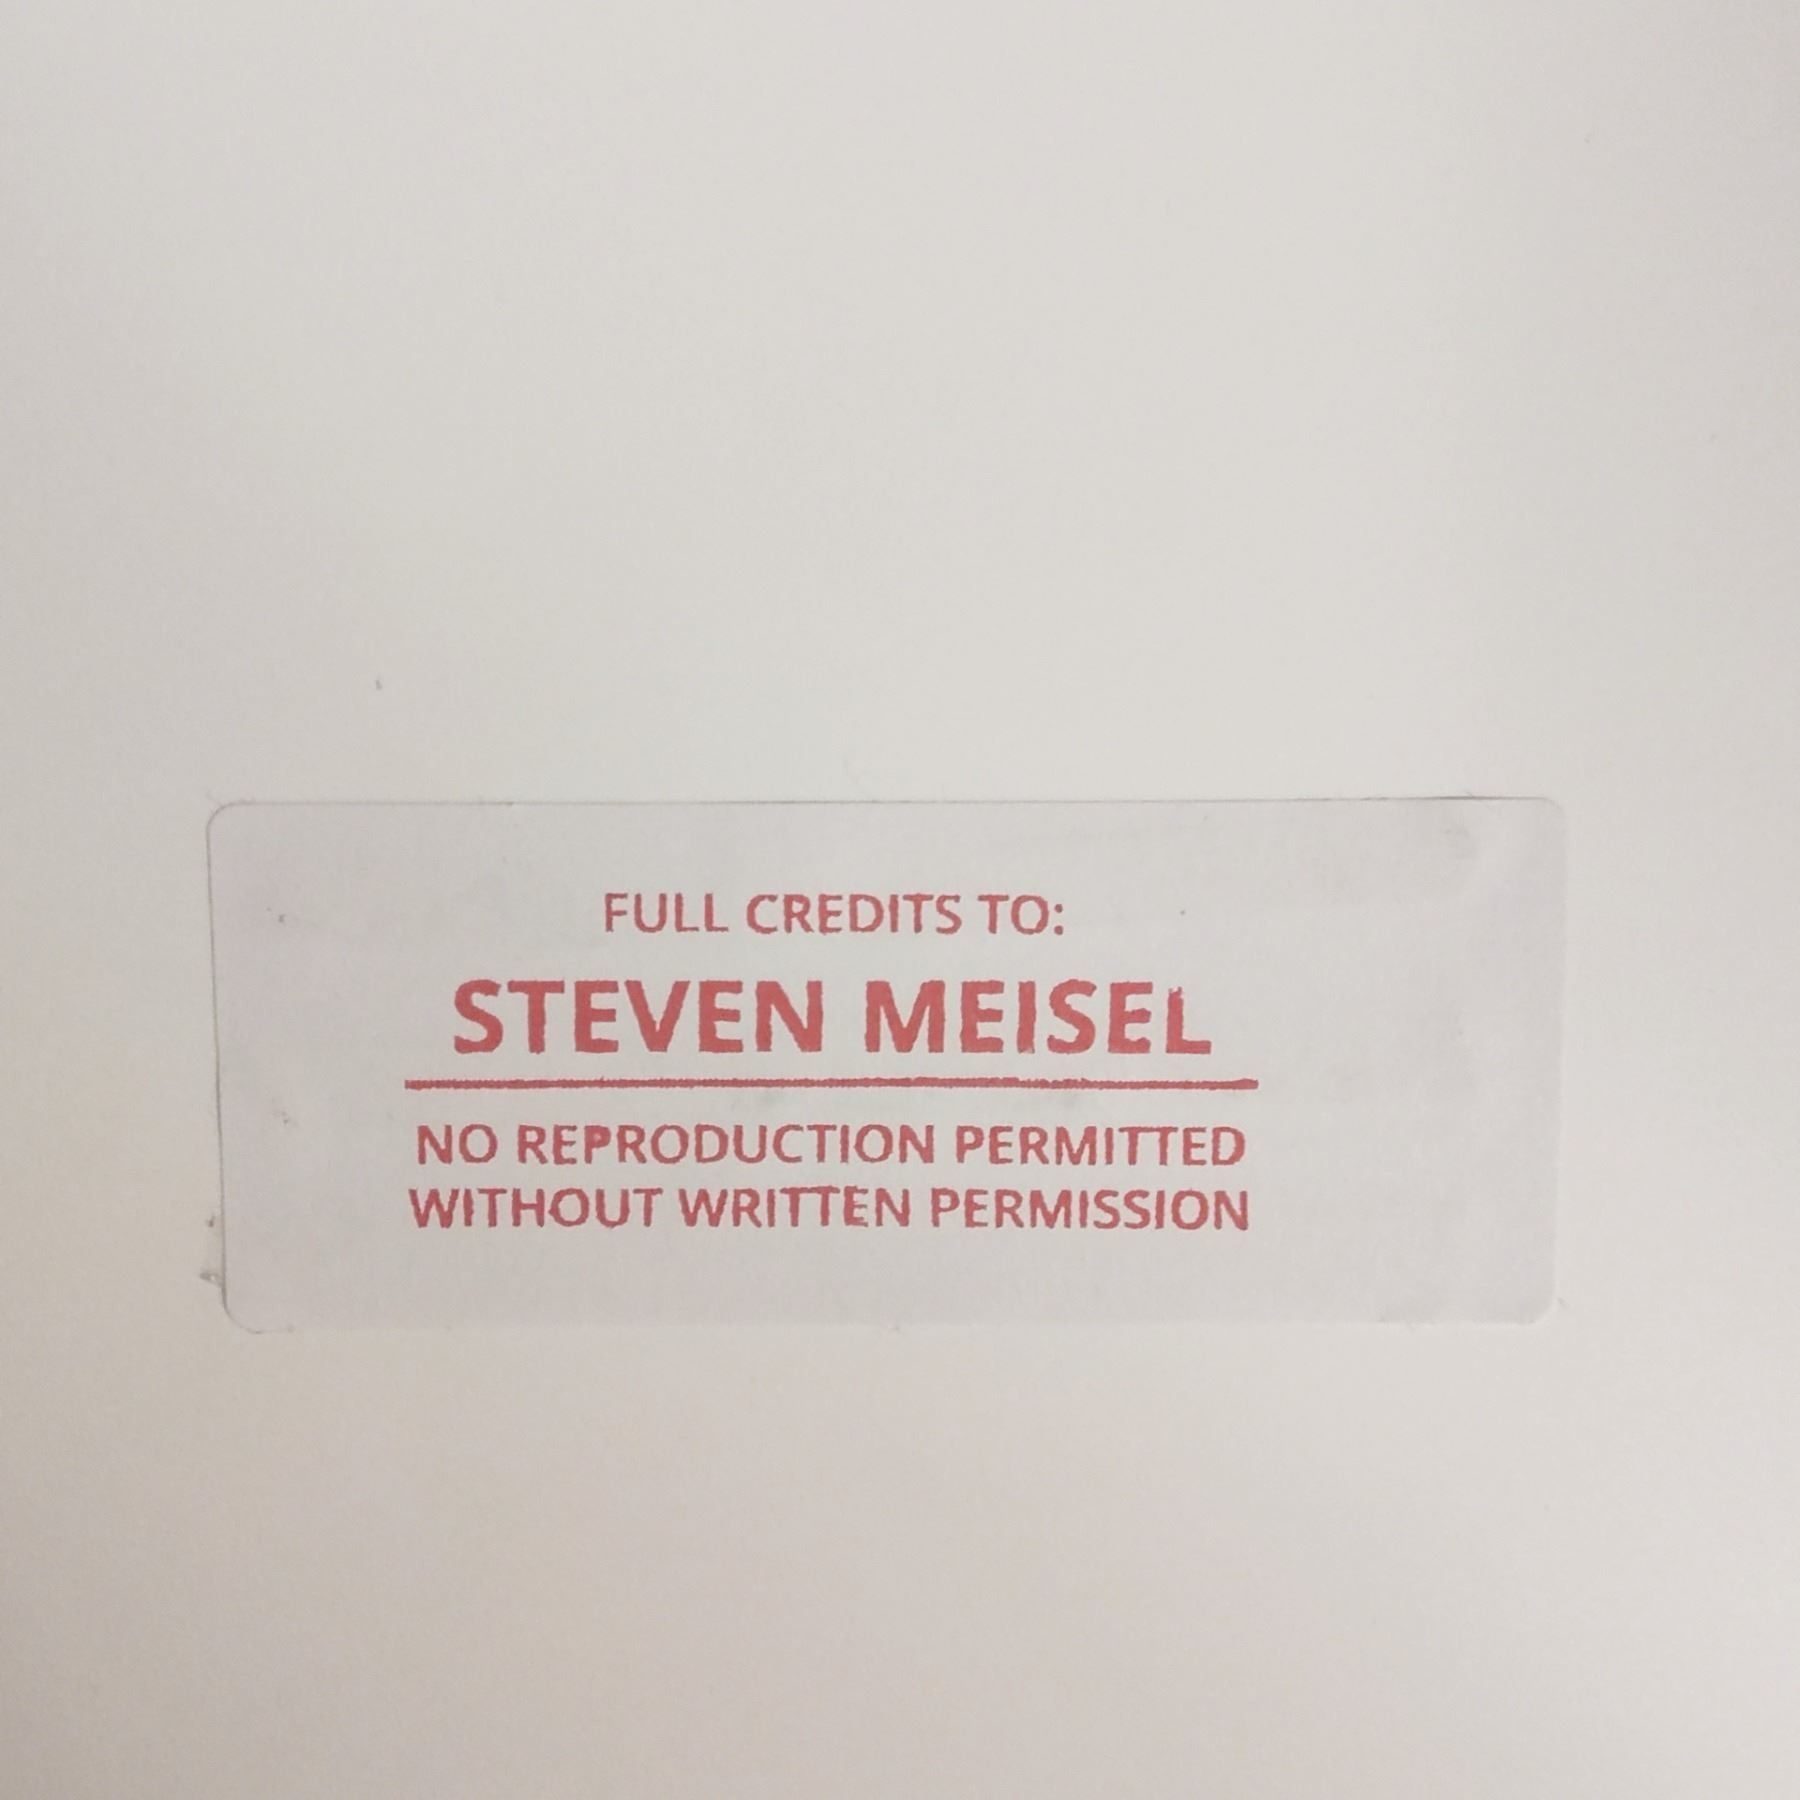 FULL CREDITS TO:
STEVEN MEISEL
NO REPRODUCTION PERMITTED
WITHOUT WRITTEN PERMISSION